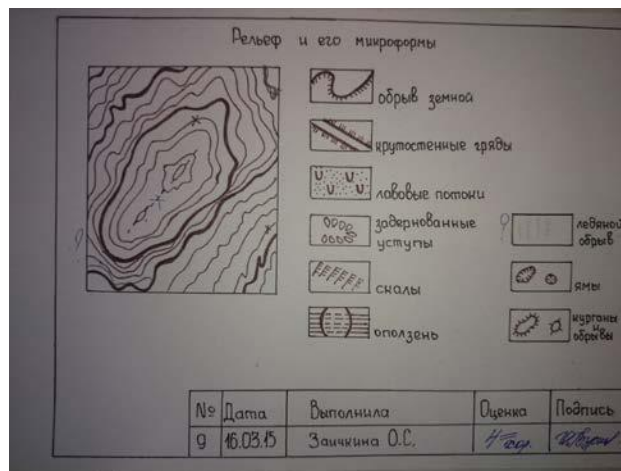 Рельеф и его микроформы
обрыв земной
крутостенные гряды
лавовые потоки
задернованные
уступы
скалы
оползень
?
ледяной
обрыв
ямы
курганы
и
обрывы
№ Дата Выполнила Оценка Подпись
9 16.03.15 Заичкина О.С.